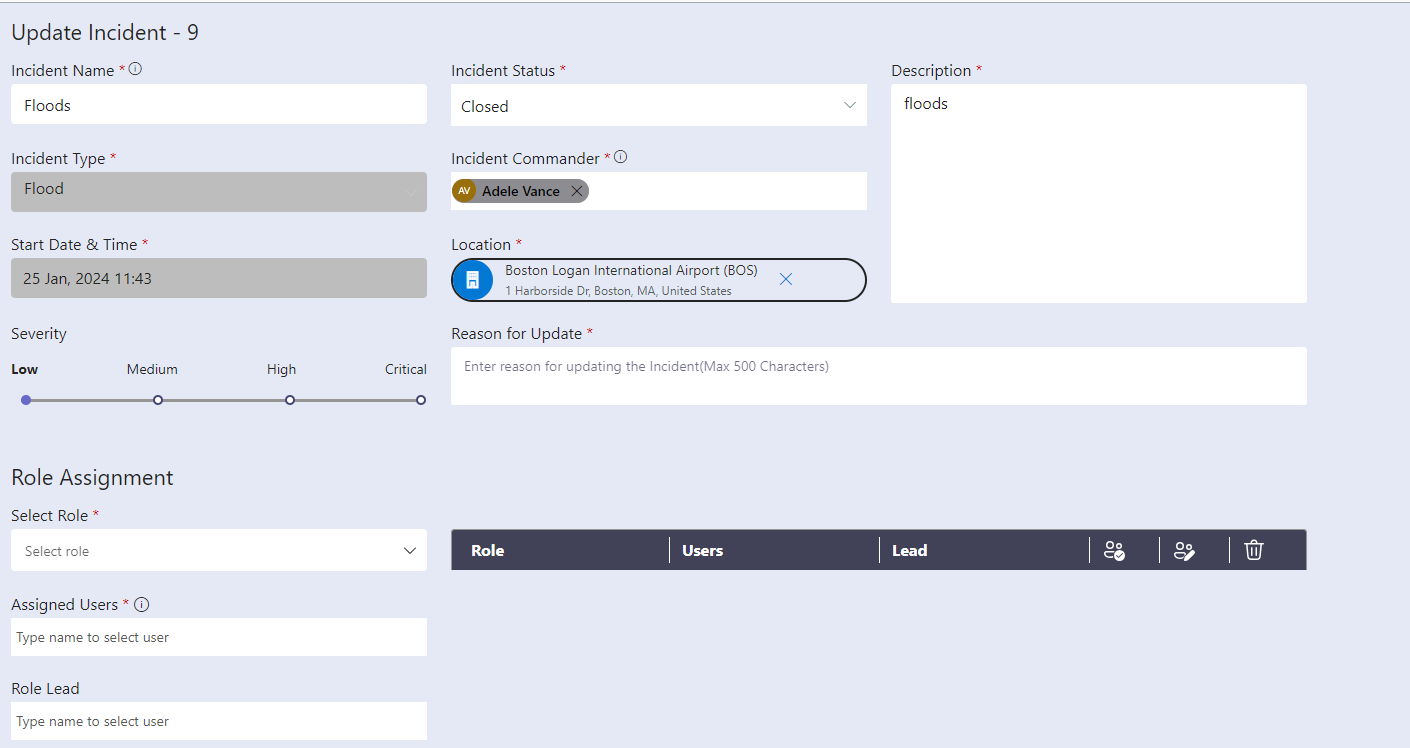 Update Incident - 9
Incident Name *
Floods
Incident Status *
Closed
Description *
floods
Incident Type *
Flood
Incident Commander *
AV Adele Vance
Start Date & Time *
25 Jan, 2024 11:43
Location *
Boston Logan International Airport (BOS)
1 Harborside Dr, Boston, MA, United States
Severity
Low Medium High Critical
Reason for Update *
Enter reason for updating the Incident(Max 500 Characters)
Role Assignment
Select Role *
Select role
Role Users Lead
Assigned Users *
Type name to select user
Role Lead
Type name to select user